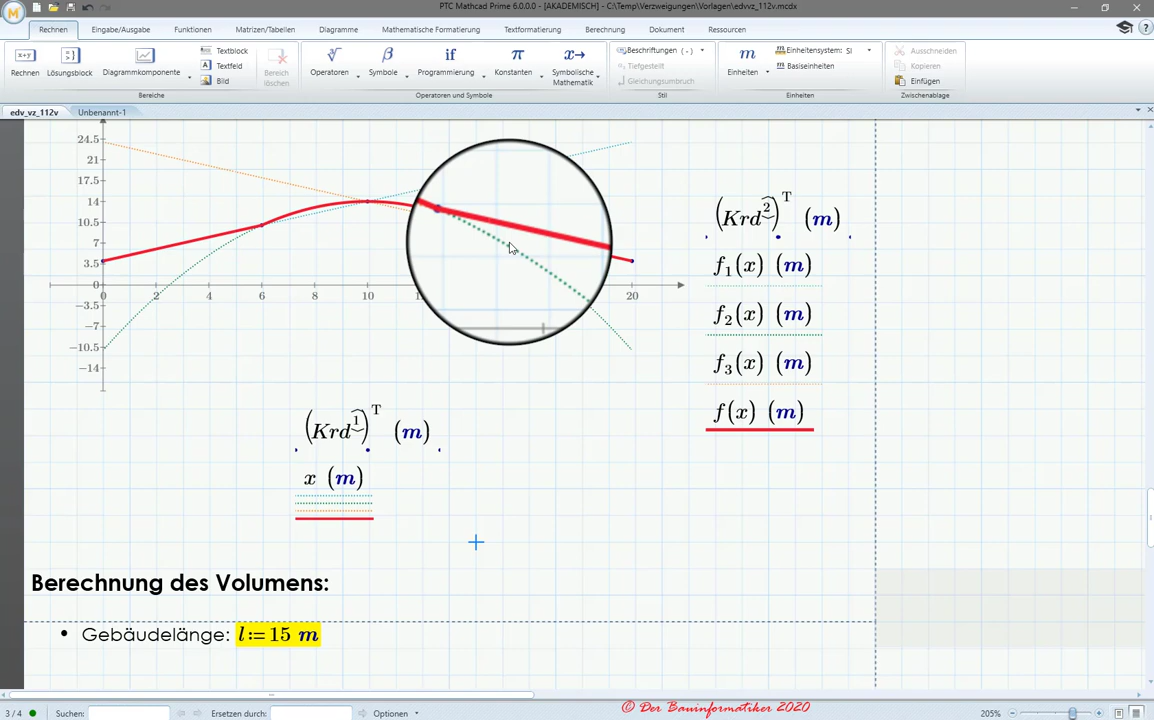 PTC Mathcad Prime 6.0.0.0 - [AKADEMISCH] - C:\Temp\Verzweigungen\Vorlagen\edvvz_112v.mcdx
Rechnen Eingabe/Ausgabe Funktionen Matrizen/Tabellen Diagramme Mathematische Formatierung Textformatierung Berechnung Dokument Ressourcen
Rechnen Lösungsblock Diagrammkomponente Textblock Textfeld Bild Bereich löschen
Operatoren Symbole Programmierung Konstanten Symbolische Mathematik
Beschriftungen ( - ) Tiefgestellt Gleichungsumbruch
Einheiten Einheitensystem: SI Basiseinheiten
Ausschneiden Kopieren Einfügen
Bereiche Operatoren und Symbole Stil Einheiten Zwischenablage
edv_vz_112v Unbenannt-1
24.5
21
17.5
14
10.5
7
3.5
0
−3.5
−7
−10.5
−14
0 2 4 6 8 10 20
(Krd^2)^T (m)
f1(x) (m)
f2(x) (m)
f3(x) (m)
f(x) (m)
(Krd^1)^T (m)
x (m)
Berechnung des Volumens:
• Gebäudelänge: l:=15 m
3 / 4 Suchen: Ersetzen durch: Optionen © Der Bauinformatiker 2020 205%